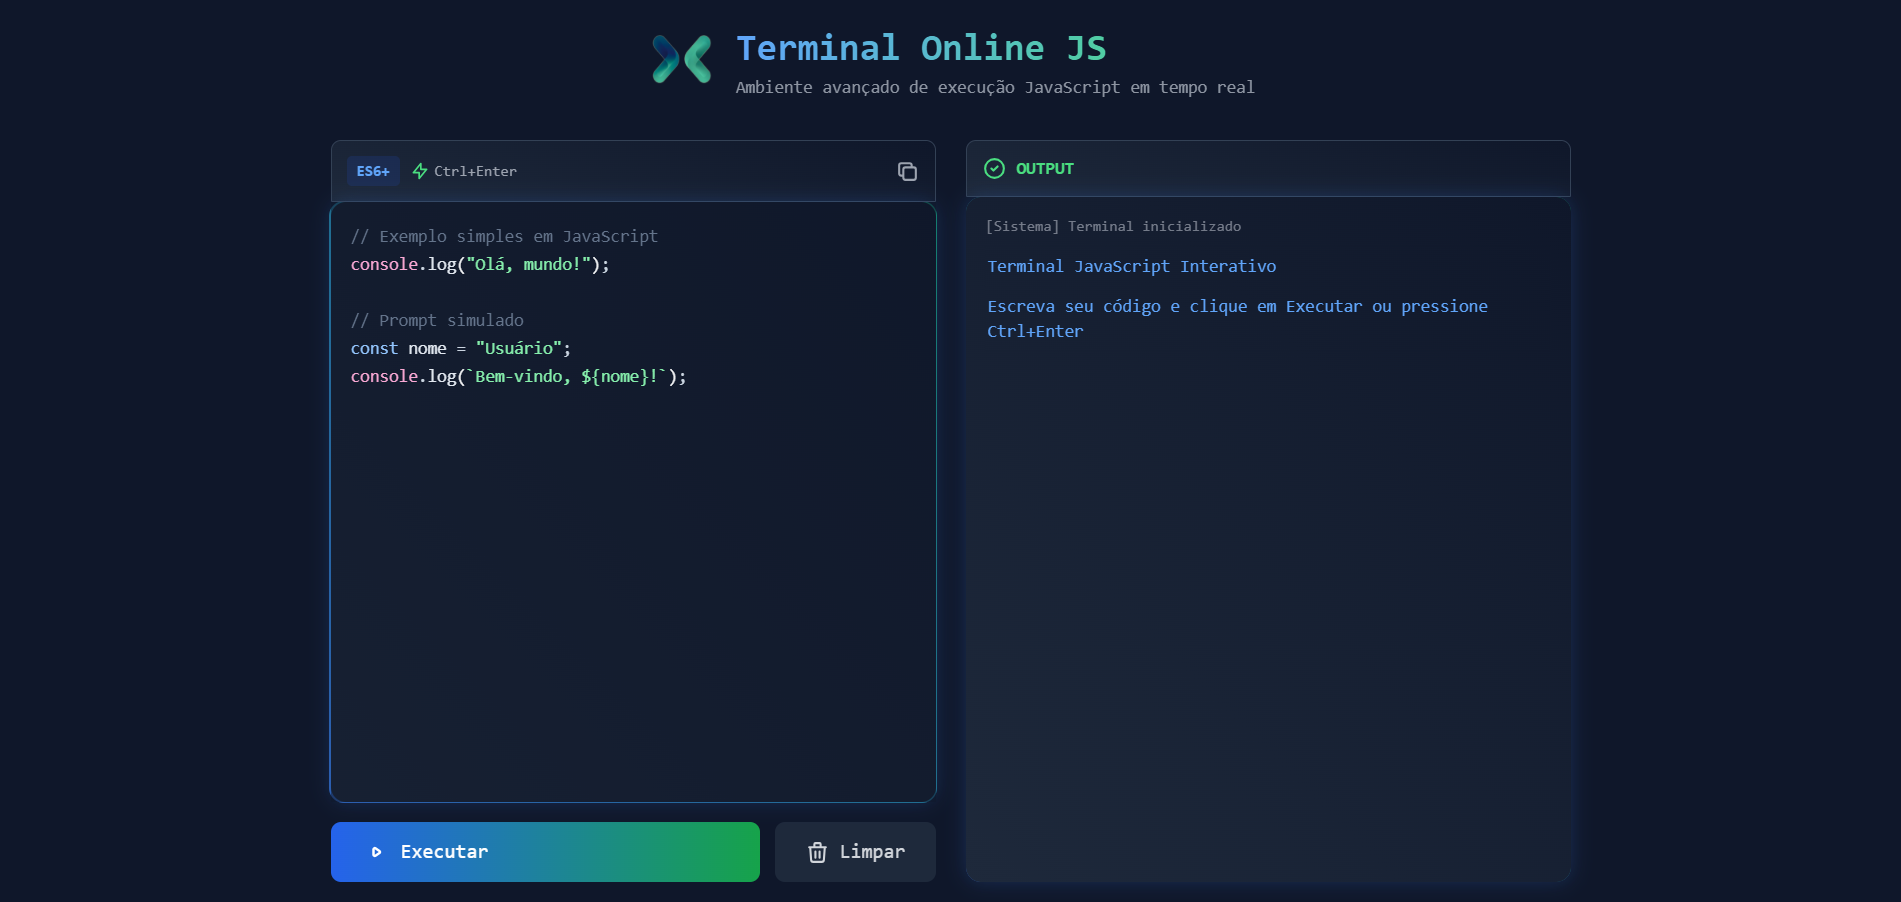 Terminal Online JS
Ambiente avançado de execução JavaScript em tempo real
ES6+ Ctrl+Enter
// Exemplo simples em JavaScript
console.log("Olá, mundo!");
// Prompt simulado
const nome = "Usuário";
console.log(`Bem-vindo, ${nome}!`);
Executar
Limpar
OUTPUT
[Sistema] Terminal inicializado
Terminal JavaScript Interativo
Escreva seu código e clique em Executar ou pressione
Ctrl+Enter